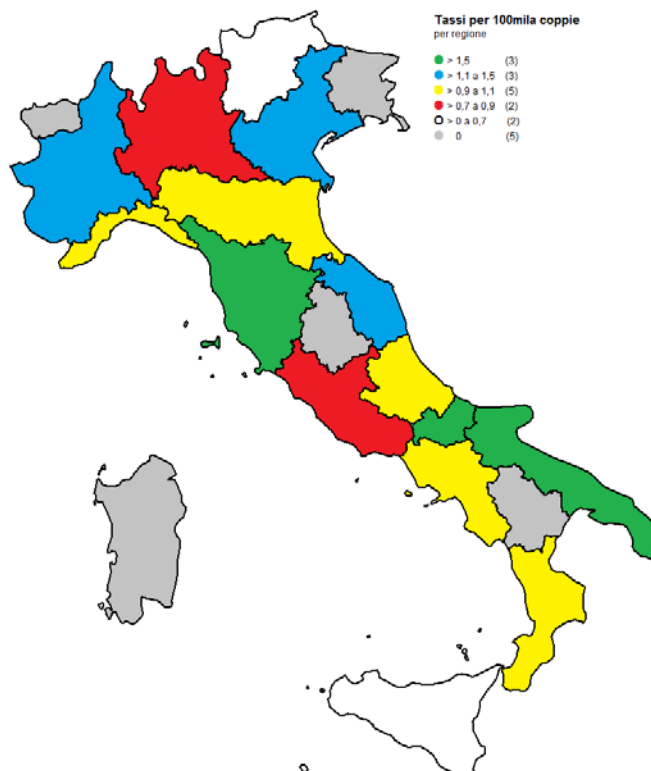 Tassi per 100mila coppie
per regione
> 1,5 (3)
> 1,1 a 1,5 (3)
> 0,9 a 1,1 (5)
> 0,7 a 0,9 (2)
> 0 a 0,7 (2)
0 (5)